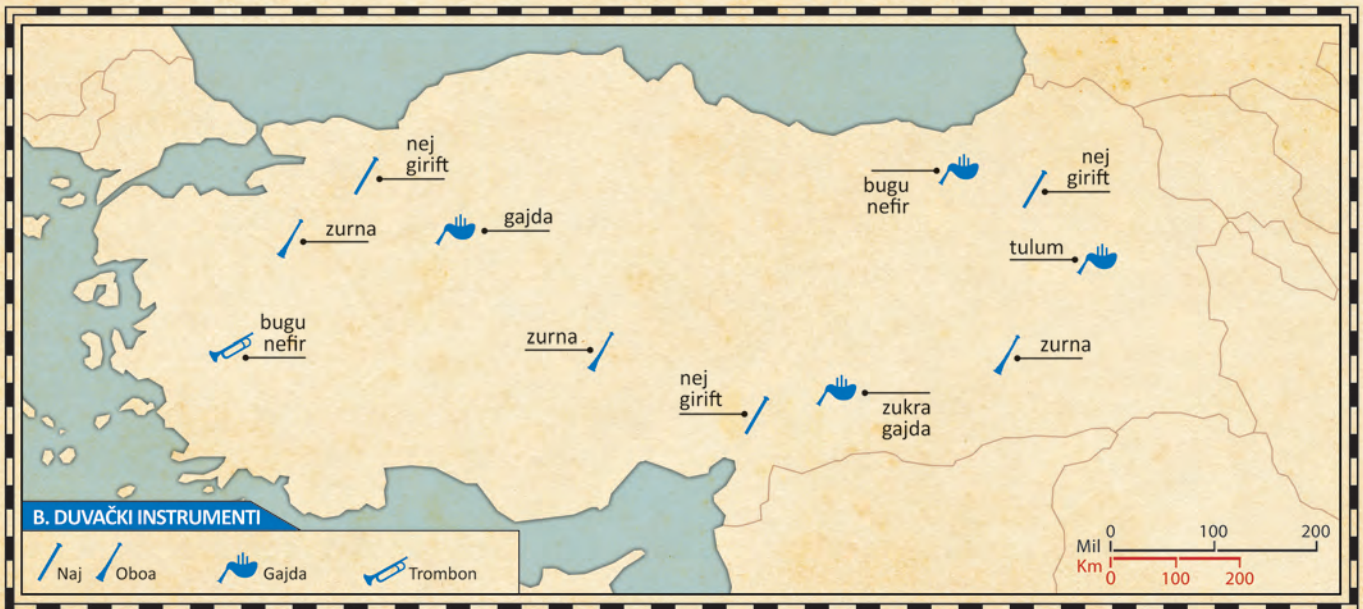 nej
girift
zurna
gajda
bugu
nefir
nej
girift
tulum
bugu
nefir
zurna
zurna
nej
girift
zukra
gajda
B. DUVAČKI INSTRUMENTI
Naj
Oboa
Gajda
Trombon
0 100 200
Mil
Km
0 100 200